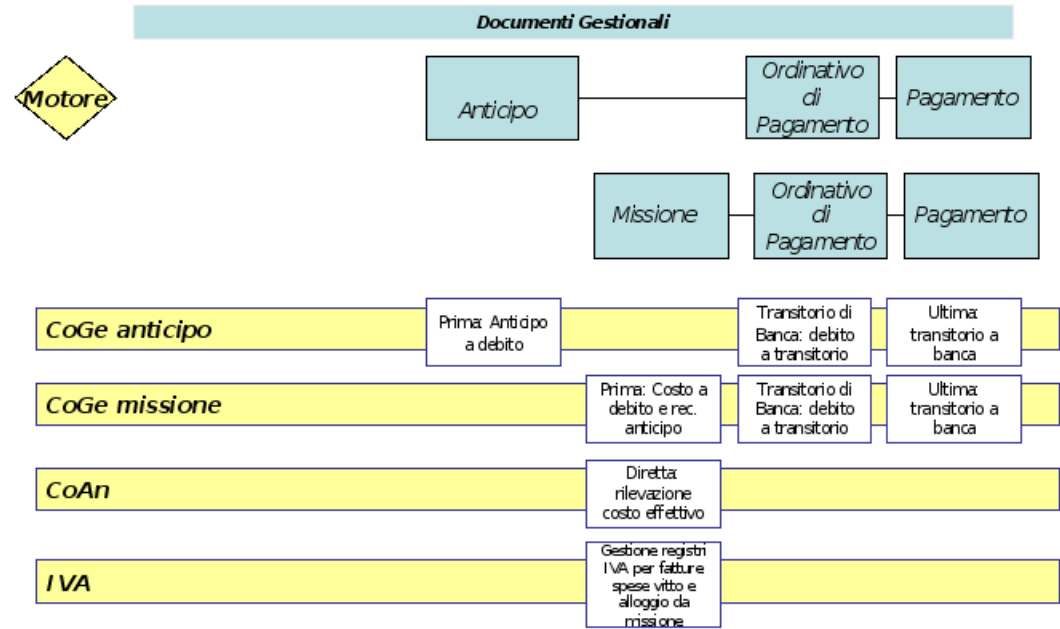 Documenti Gestionali
Motore
Anticipo
Ordinativo
di
Pagamento
Pagamento
Missione
Ordinativo
di
Pagamento
Pagamento
CoGe anticipo
Prima: Anticipo
a debito
Transitorio di
Banca: debito
a transitorio
Ultima:
transitorio a
banca
CoGe missione
Prima: Costo a
debito e rec.
anticipo
Transitorio di
Banca: debito
a transitorio
Ultima:
transitorio a
banca
CoAn
Diretta:
rilevazione
costo effettivo
IVA
Gestione registri
IVA per fatture
spese vitto e
alloggio da
missione